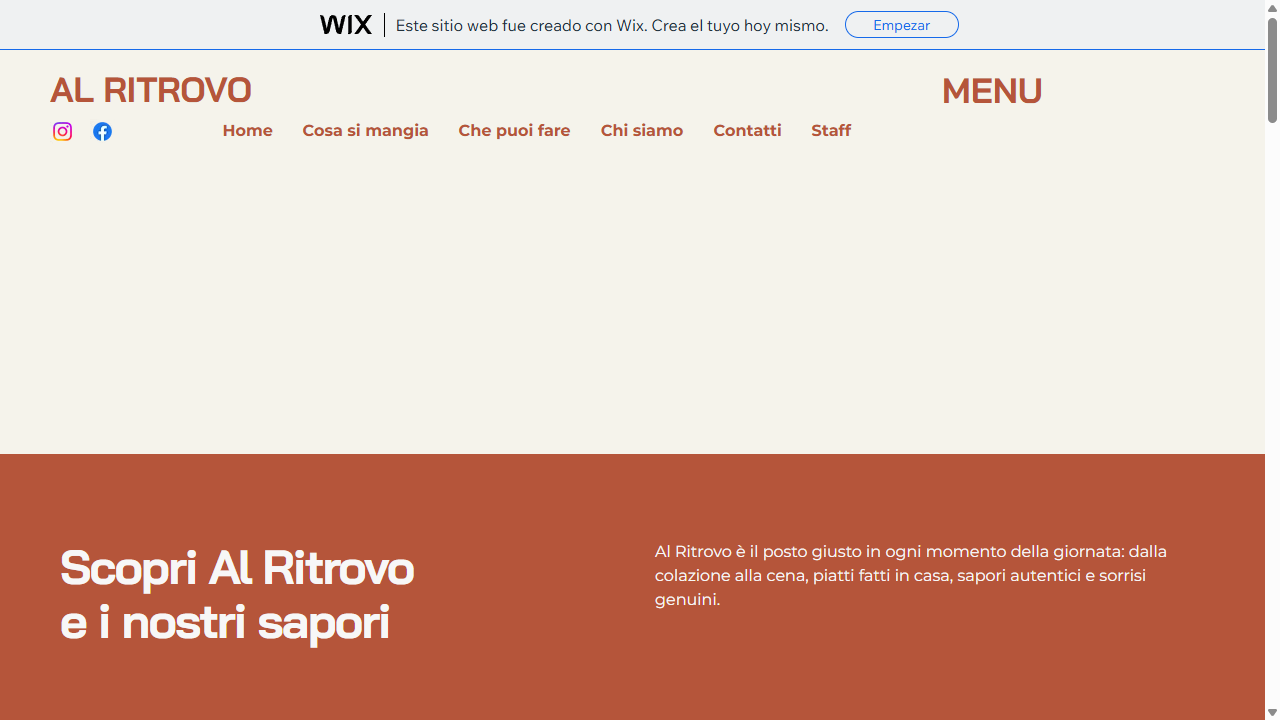 WIX
Este sitio web fue creado con Wix. Crea el tuyo hoy mismo.
Empezar
AL RITROVO
MENU
Home
Cosa si mangia
Che puoi fare
Chi siamo
Contatti
Staff
Scopri Al Ritrovo
e i nostri sapori
Al Ritrovo è il posto giusto in ogni momento della giornata: dalla
colazione alla cena, piatti fatti in casa, sapori autentici e sorrisi
genuini.